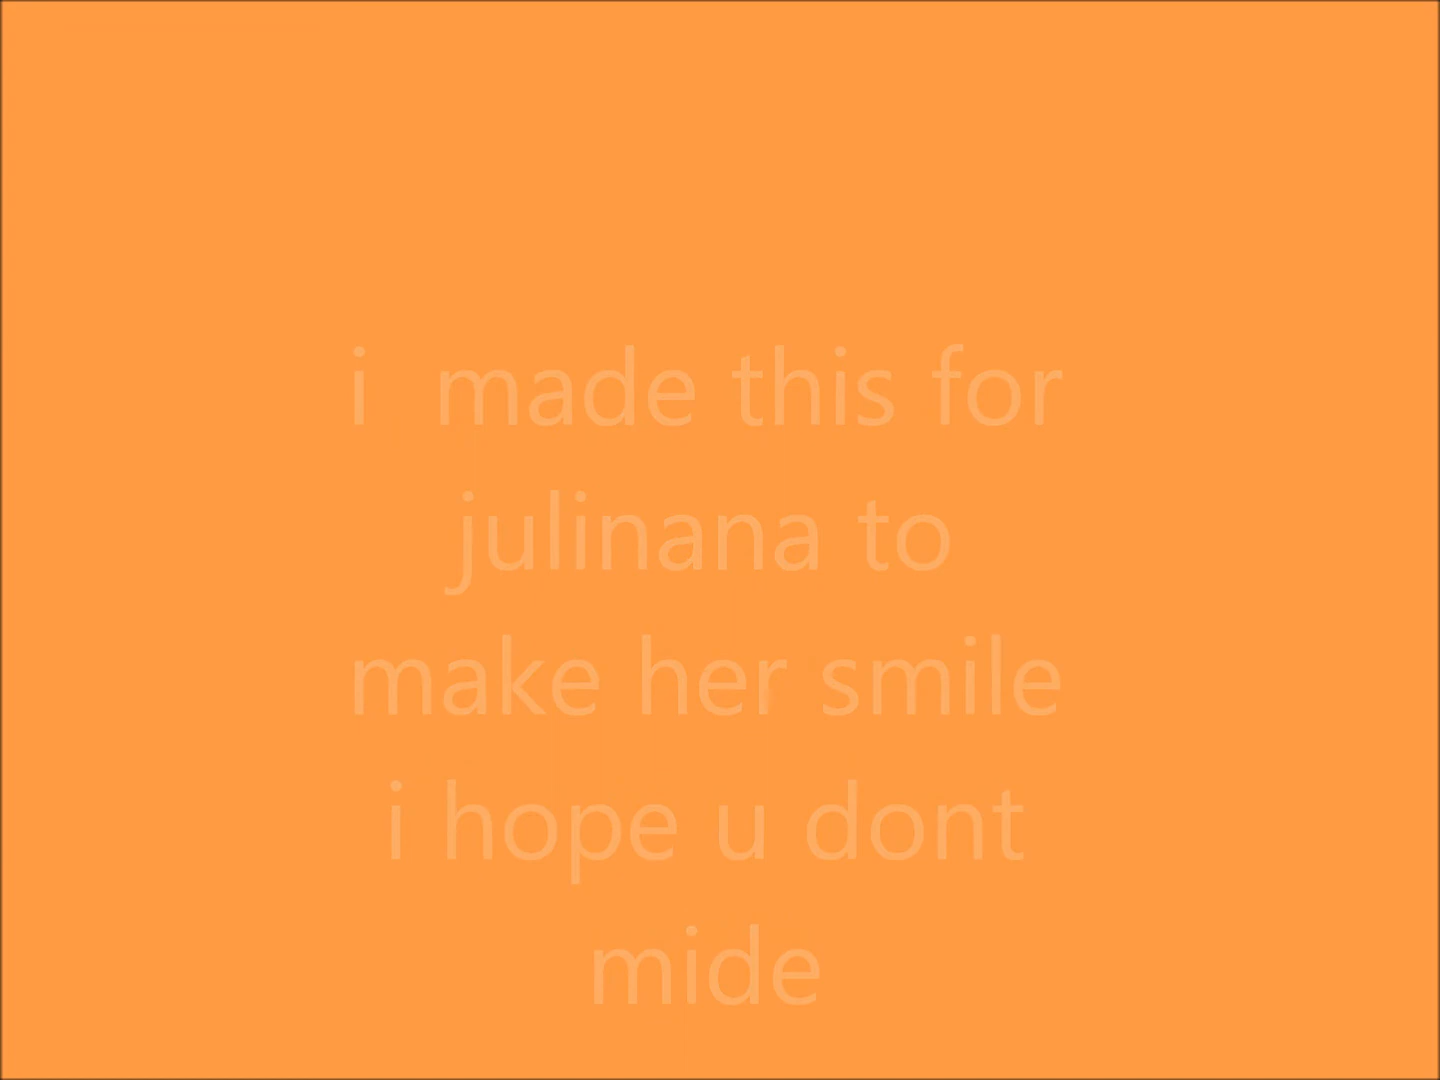 i  made this for
julinana to
make her smile
i hope u dont
mide